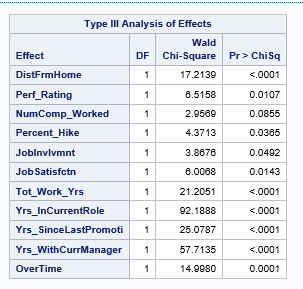 Type III Analysis of Effects
Wald
Effect DF Chi-Square Pr > ChiSq
DistFrmHome 1 17.2139 <.0001
Perf_Rating 1 6.5158 0.0107
NumComp_Worked 1 2.9569 0.0855
Percent_Hike 1 4.3713 0.0365
JobInvlvmnt 1 3.8676 0.0492
JobSatisfctn 1 6.0068 0.0143
Tot_Work_Yrs 1 21.2051 <.0001
Yrs_InCurrentRole 1 92.1888 <.0001
Yrs_SinceLastPromoti 1 25.0787 <.0001
Yrs_WithCurrManager 1 57.7135 <.0001
OverTime 1 14.9980 0.0001